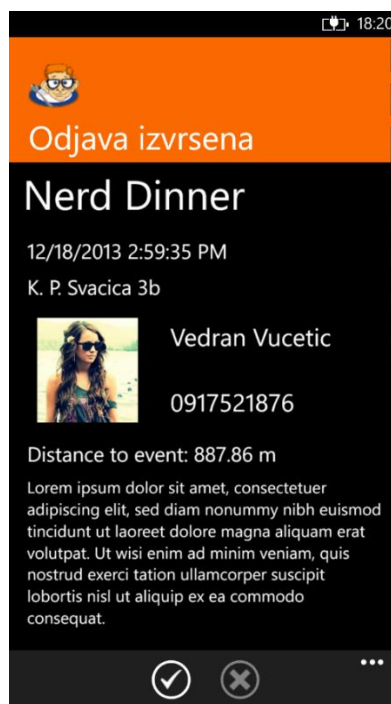 18:20
Odjava izvrsena
Nerd Dinner
12/18/2013 2:59:35 PM
K. P. Svacica 3b
Vedran Vucetic
0917521876
Distance to event: 887.86 m
Lorem ipsum dolor sit amet, consectetuer
adipiscing elit, sed diam nonummy nibh euismod
tincidunt ut laoreet dolore magna aliquam erat
volutpat. Ut wisi enim ad minim veniam, quis
nostrud exerci tation ullamcorper suscipit
lobortis nisl ut aliquip ex ea commodo
consequat.